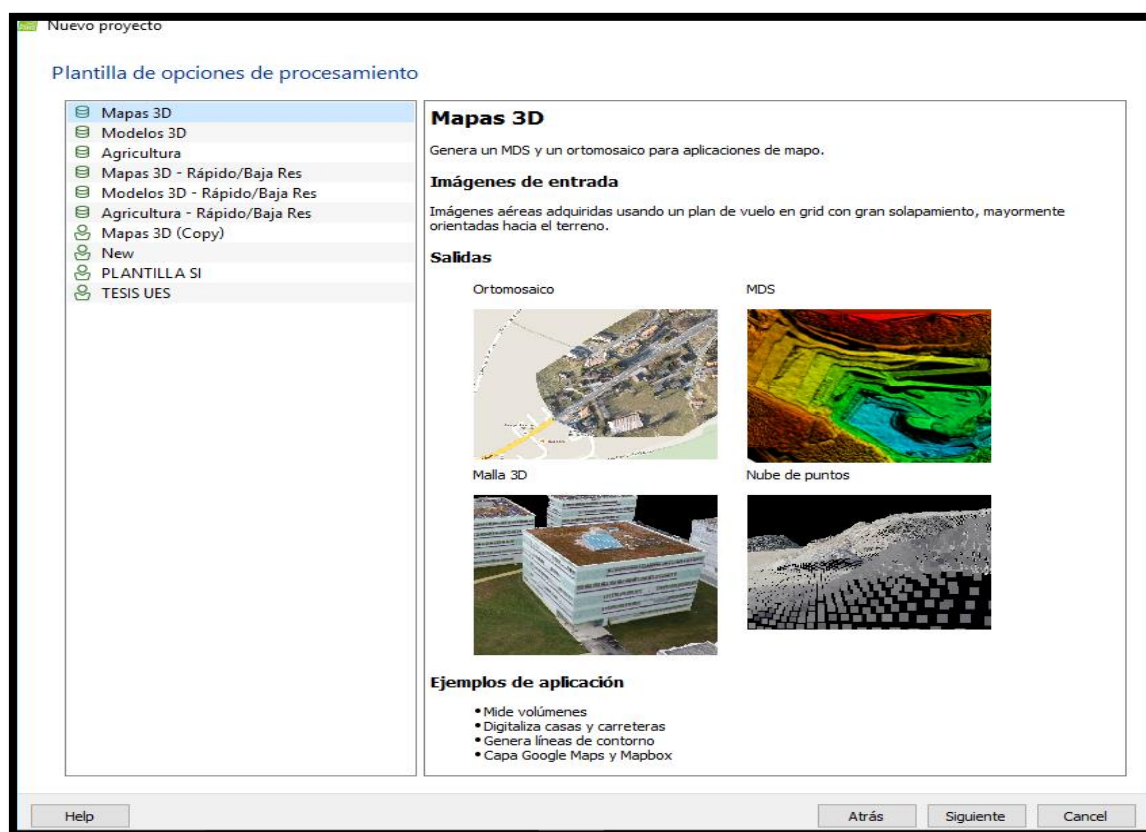 Nuevo proyecto
Plantilla de opciones de procesamiento
Mapas 3D
Modelos 3D
Agricultura
Mapas 3D - Rápido/Baja Res
Modelos 3D - Rápido/Baja Res
Agricultura - Rápido/Baja Res
Mapas 3D (Copy)
New
PLANTILLA SI
TESIS UES
Mapas 3D
Genera un MDS y un ortomosaico para aplicaciones de mapo.
Imágenes de entrada
Imágenes aéreas adquiridas usando un plan de vuelo en grid con gran solapamiento, mayormente
orientadas hacia el terreno.
Salidas
Ortomosaico
MDS
Malla 3D
Nube de puntos
Ejemplos de aplicación
•Mide volúmenes
•Digitaliza casas y carreteras
•Genera líneas de contorno
•Capa Google Maps y Mapbox
Help
Atrás
Siguiente
Cancel